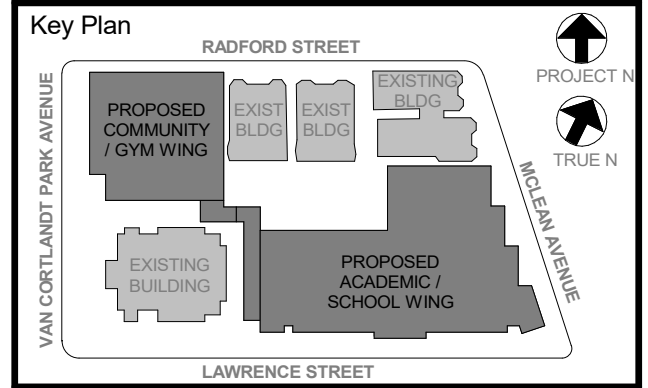 Key Plan
RADFORD STREET
PROJECT N
TRUE N
VAN CORTLANDT PARK AVENUE
PROPOSED
COMMUNITY
/ GYM WING
EXIST
BLDG
EXIST
BLDG
EXISTING
BLDG
MCLEAN AVENUE
EXISTING
BUILDING
PROPOSED
ACADEMIC /
SCHOOL WING
LAWRENCE STREET